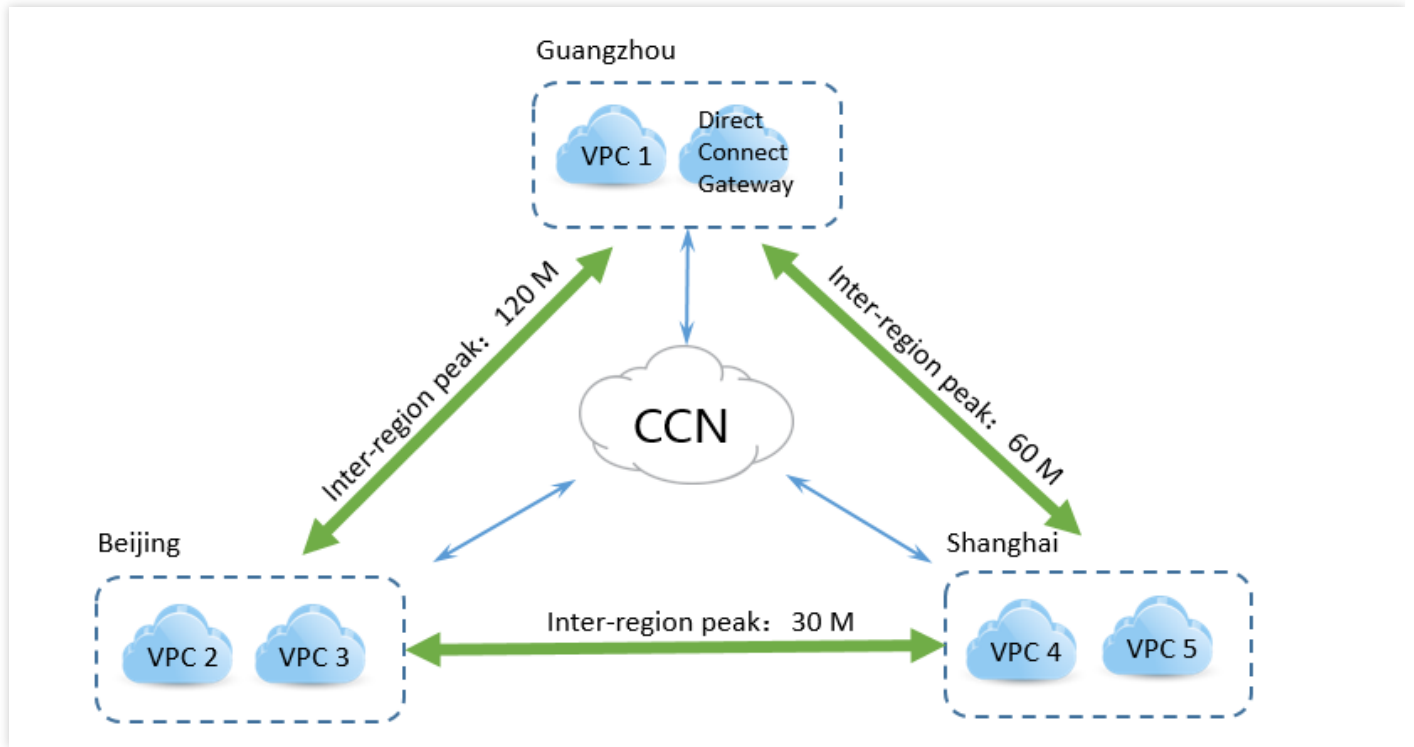 Guangzhou
VPC 1
Direct
Connect
Gateway
Inter-region peak：120 M
Inter-region peak：60 M
CCN
Beijing
Shanghai
VPC 2
VPC 3
Inter-region peak：30 M
VPC 4
VPC 5